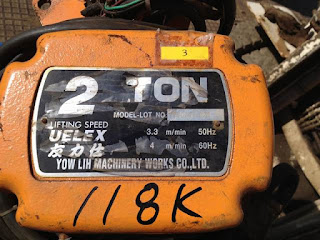 3
2 TON
MODEL-LOT NO.
LIFTING SPEED
3.3 m/min 50Hz
UELEX
4 m/min 60Hz
友力仕
YOW LIH MACHINERY WORKS CO.,LTD.
118K